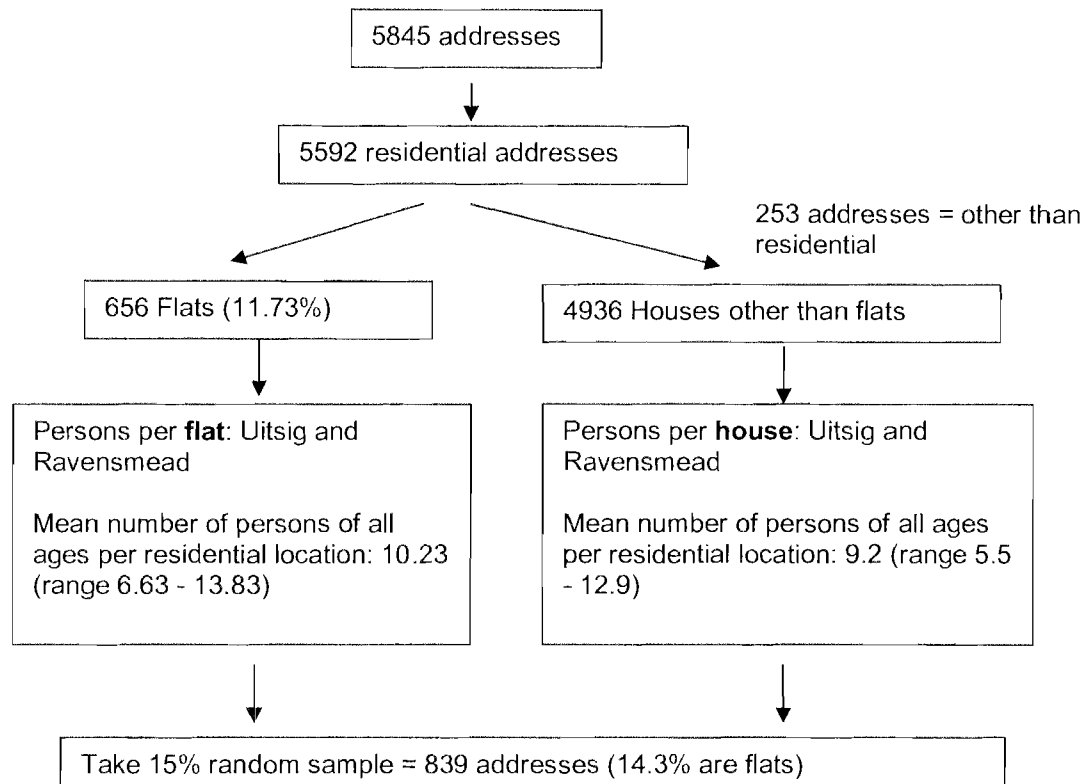 5845 addresses
5592 residential addresses
253 addresses = other than
residential
656 Flats (11.73%)
4936 Houses other than flats
Persons per flat: Uitsig and
Ravensmead
Mean number of persons of all
ages per residential location: 10.23
(range 6.63 - 13.83)
Persons per house: Uitsig and
Ravensmead
Mean number of persons of all ages
per residential location: 9.2 (range 5.5
- 12.9)
Take 15% random sample = 839 addresses (14.3% are flats)